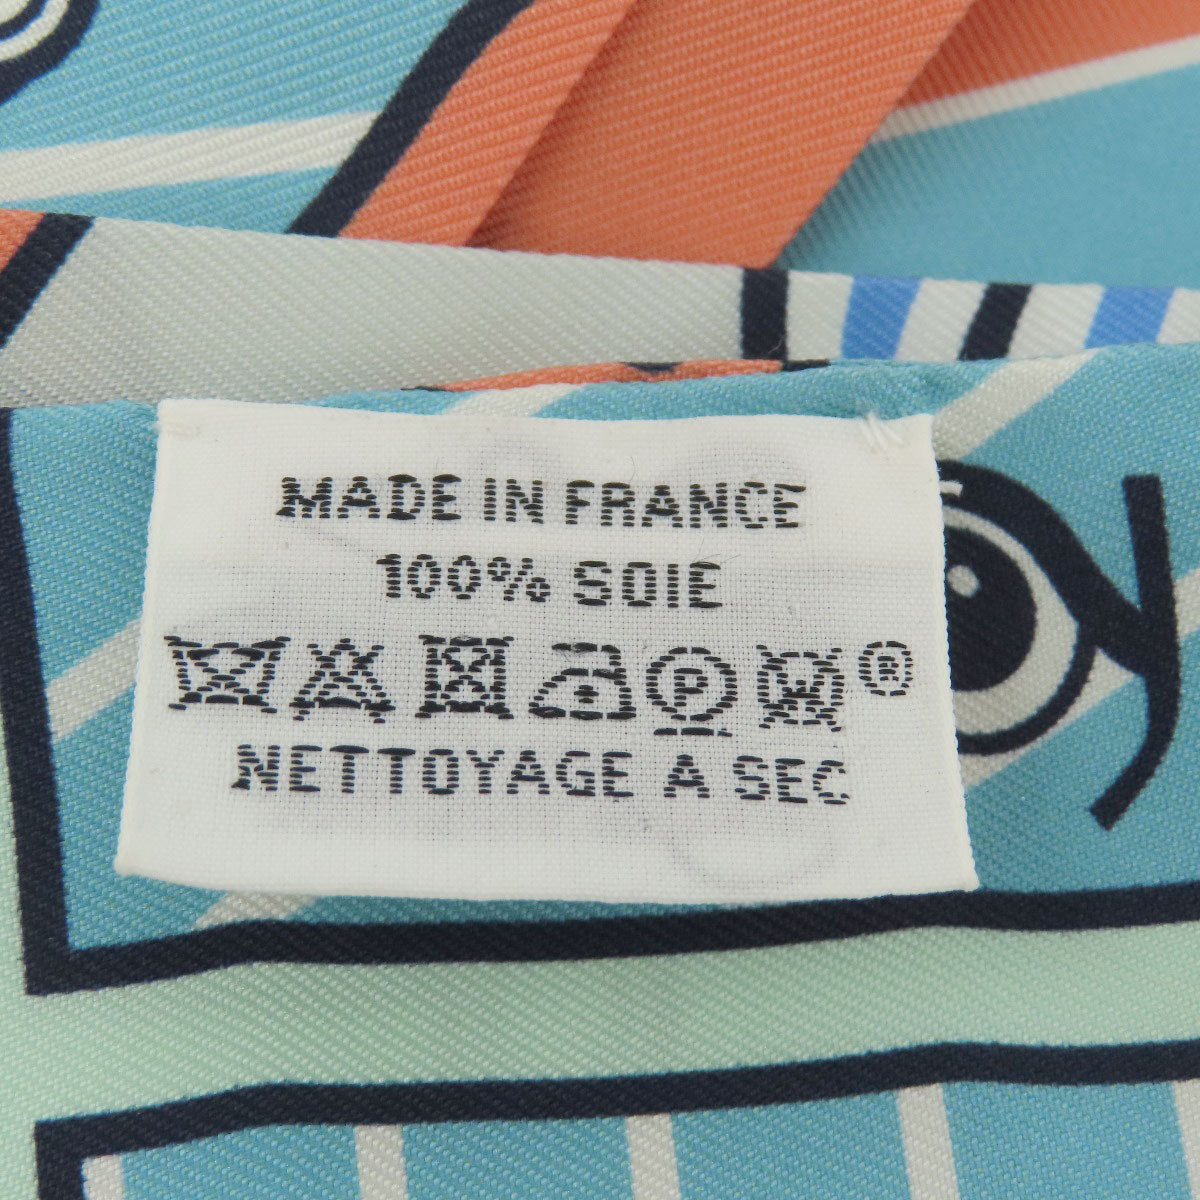 MADE IN FRANCE
100% SOIE
P W ®
NETTOYAGE A SEC